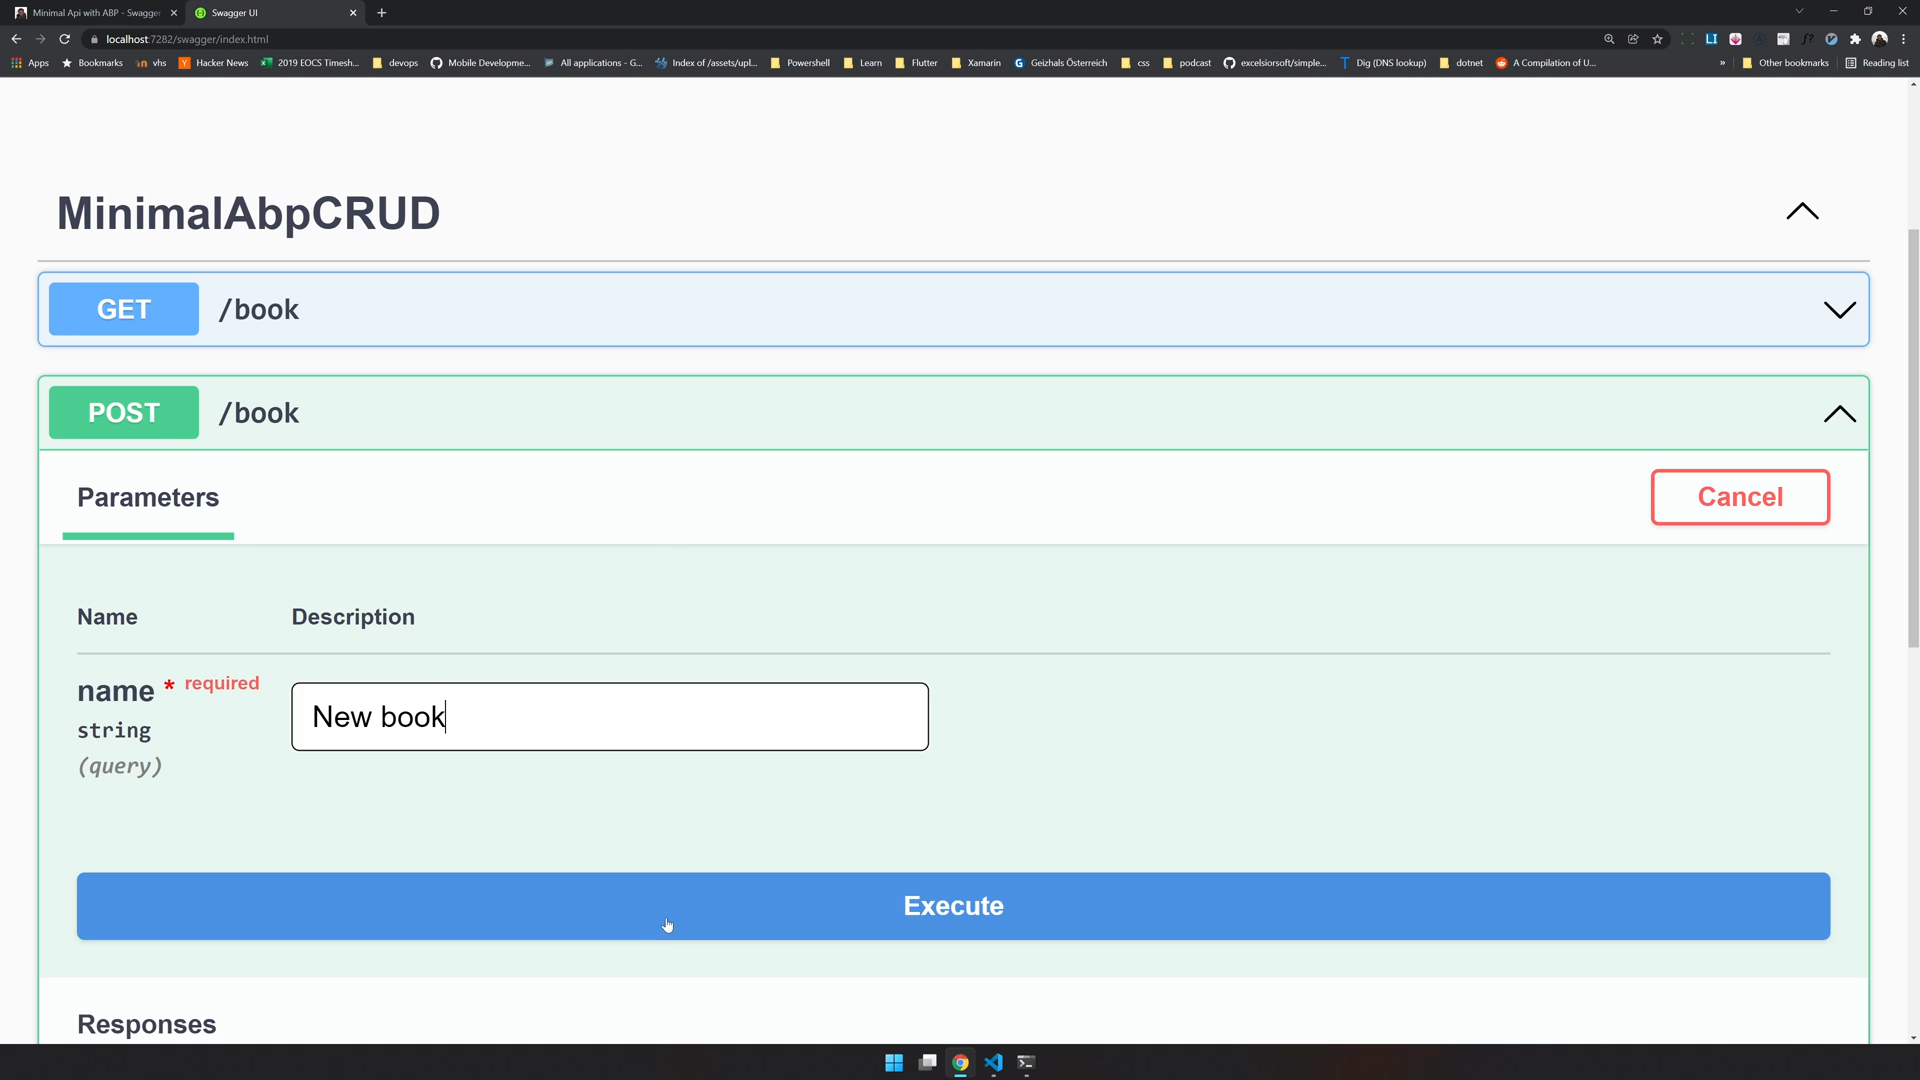 Minimal Api with ABP - Swagger
Swagger UI
localhost:7282/swagger/index.html
Apps
Bookmarks
vhs
Hacker News
2019 EOCS Timesh...
devops
Mobile Developme...
All applications - G...
Index of /assets/upl...
Powershell
Learn
Flutter
Xamarin
Geizhals Österreich
css
podcast
excelsiorsoft/simple...
Dig (DNS lookup)
dotnet
A Compilation of U...
»
Other bookmarks
Reading list
MinimalAbpCRUD
GET /book
POST /book
Parameters
Cancel
Name Description
name * required
string
(query)
New book
Execute
Responses